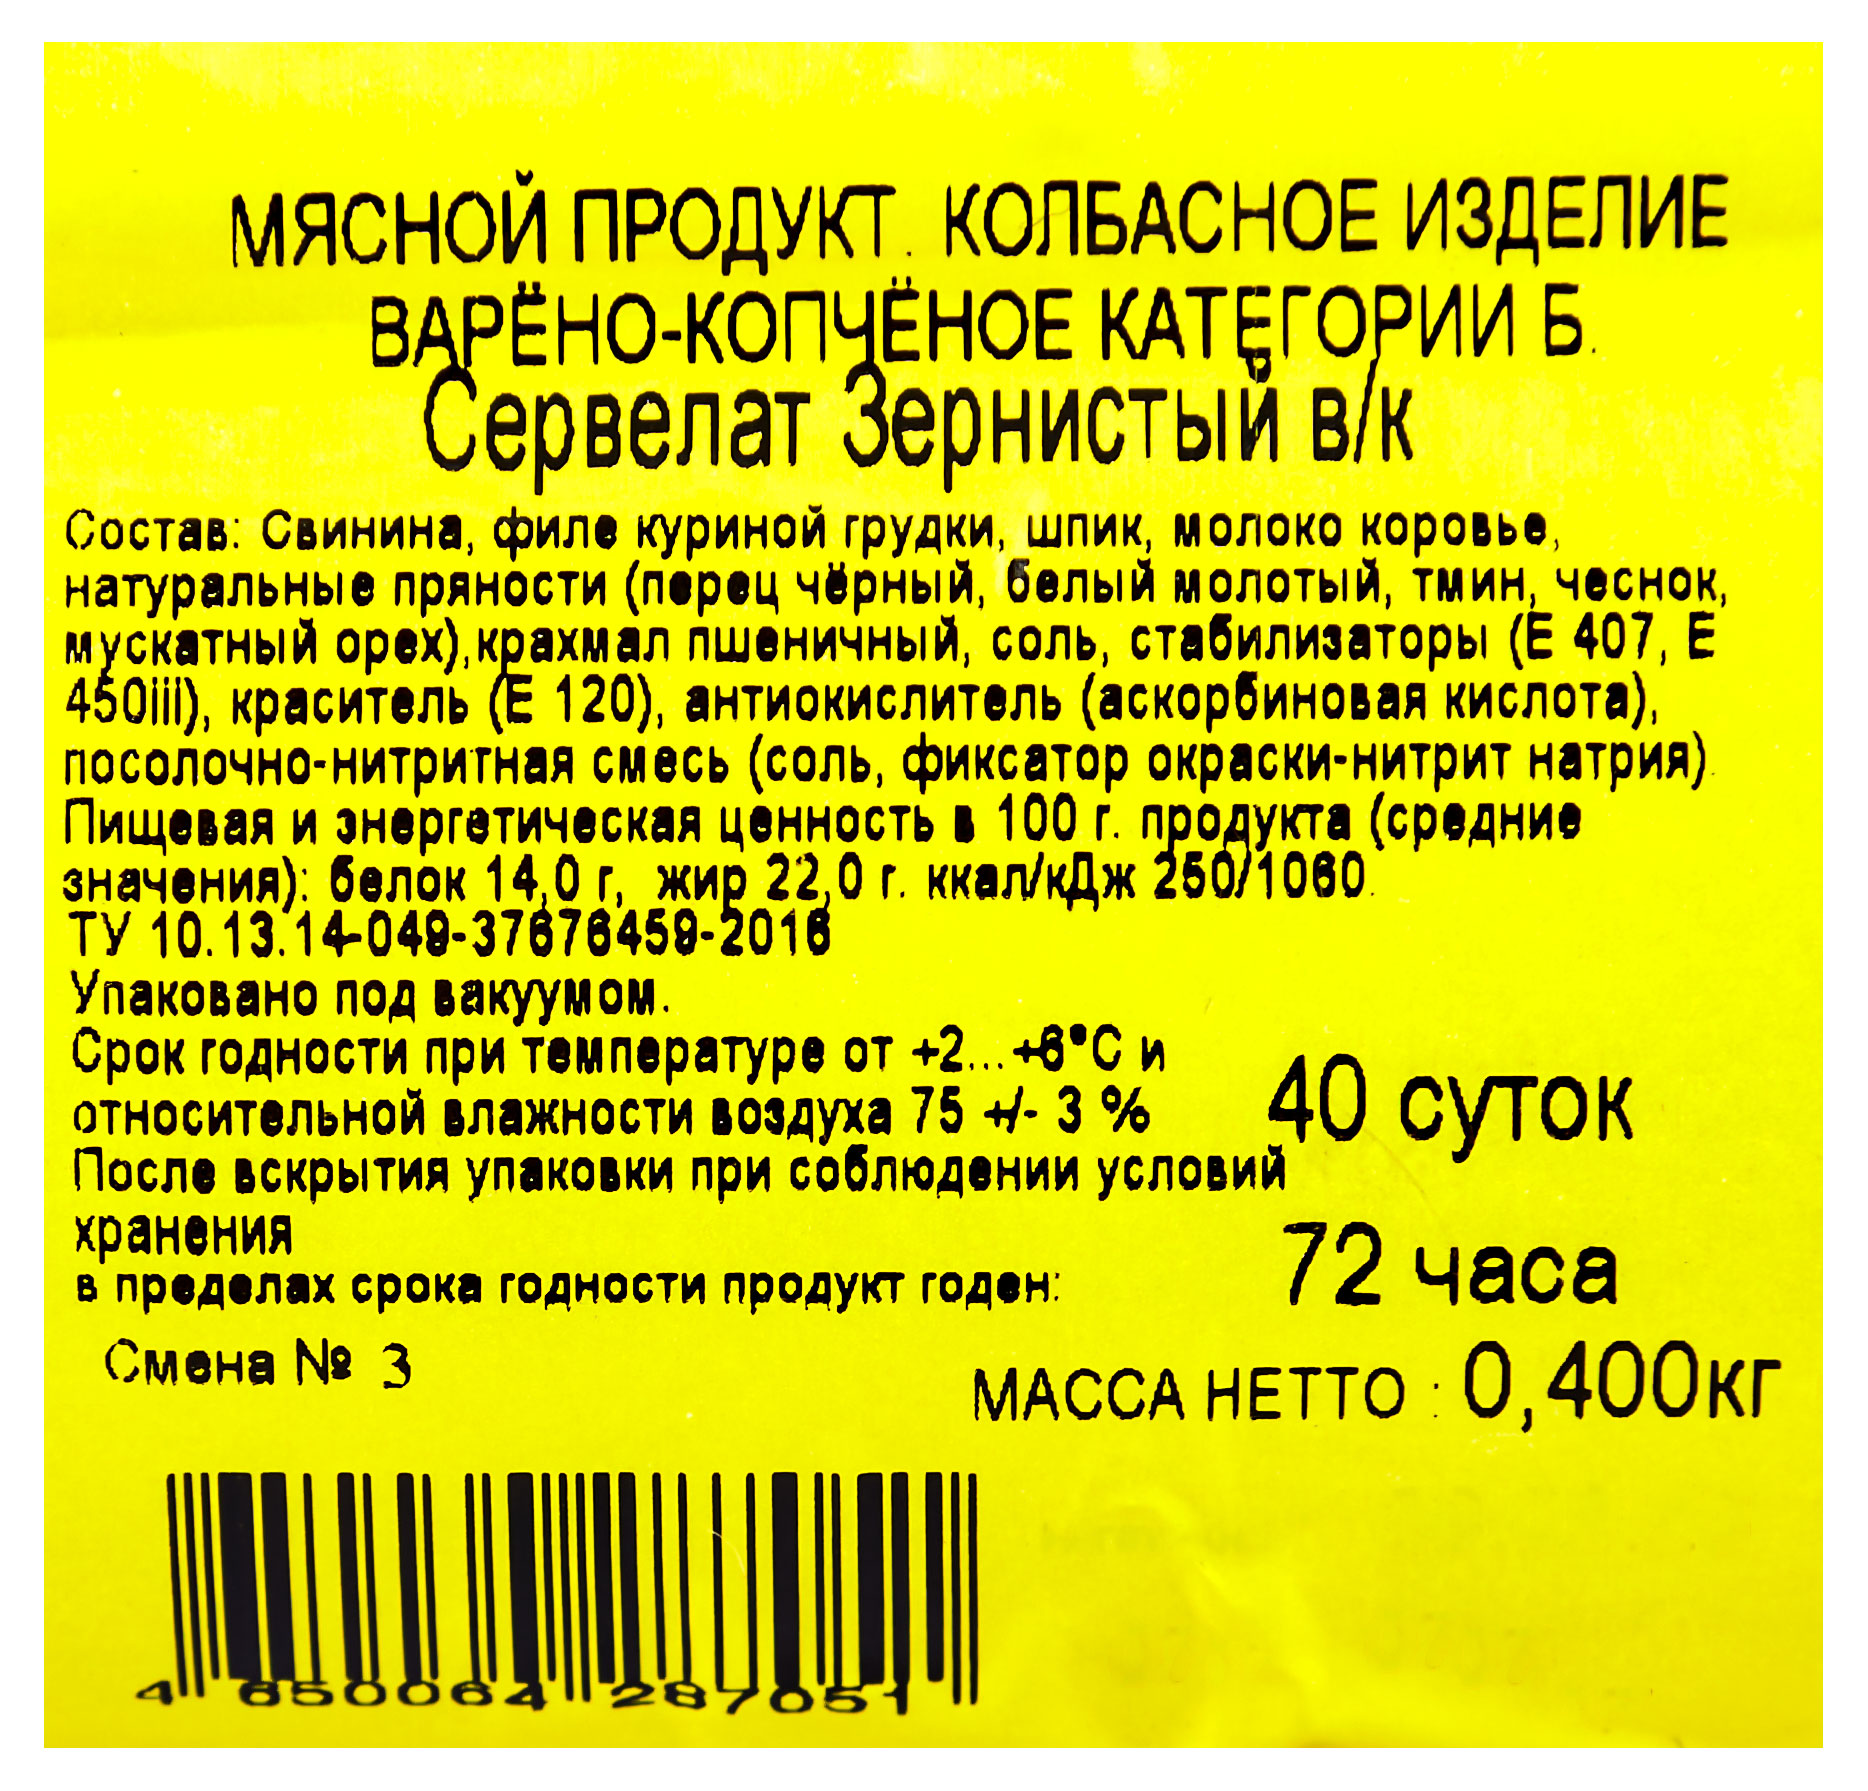 МЯСНОЙ ПРОДУКТ. КОЛБАСНОЕ ИЗДЕЛИЕ
ВАРЁНО-КОПЧЁНОЕ КАТЕГОРИИ Б.
Сервелат Зернистый в/к
Состав: Свинина, филе куриной грудки, шпик, молоко коровье,
натуральные пряности (перец чёрный, белый молотый, тмин, чеснок,
мускатный орех),крахмал пшеничный, соль, стабилизаторы (Е 407, Е
450iii), краситель (Е 120), антиокислитель (аскорбиновая кислота),
посолочно-нитритная смесь (соль, фиксатор окраски-нитрит натрия).
Пищевая и энергетическая ценность в 100 г. продукта (средние
значения): белок 14,0 г, жир 22,0 г. ккал/кДж 250/1060.
ТУ 10.13.14-049-37676459-2016
Упаковано под вакуумом.
Срок годности при температуре от +2...+6°С и
относительной влажности воздуха 75 +/- 3 %
40 суток
После вскрытия упаковки при соблюдении условий
хранения
в пределах срока годности продукт годен:
72 часа
Смена № 3
МАССА НЕТТО : 0,400кг
4 650064 287051